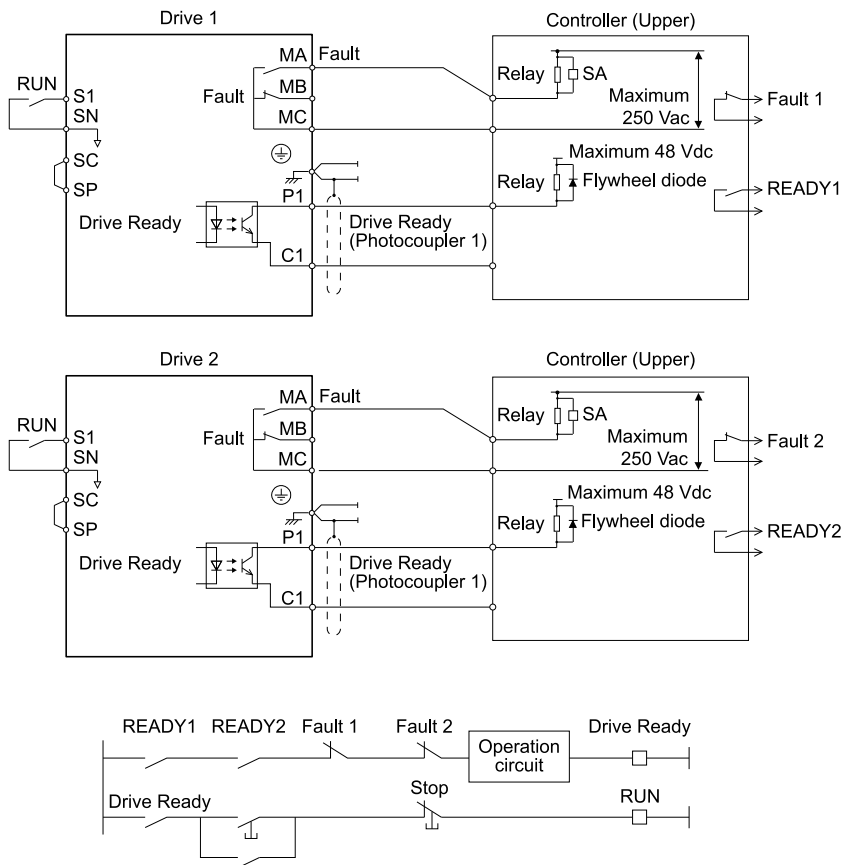 Drive 1
Controller (Upper)
MA
Fault
RUN
S1
SN
Fault
MB
MC
Relay
SA
Maximum
250 Vac
Fault 1
SC
SP
Maximum 48 Vdc
Relay
Flywheel diode
READY1
P1
Drive Ready
Drive Ready
(Photocoupler 1)
C1
Drive 2
Controller (Upper)
MA
Fault
RUN
S1
SN
Fault
MB
MC
Relay
SA
Maximum
250 Vac
Fault 2
SC
SP
Maximum 48 Vdc
Relay
Flywheel diode
READY2
P1
Drive Ready
Drive Ready
(Photocoupler 1)
C1
READY1
READY2
Fault 1
Fault 2
Operation
circuit
Drive Ready
Drive Ready
Stop
RUN